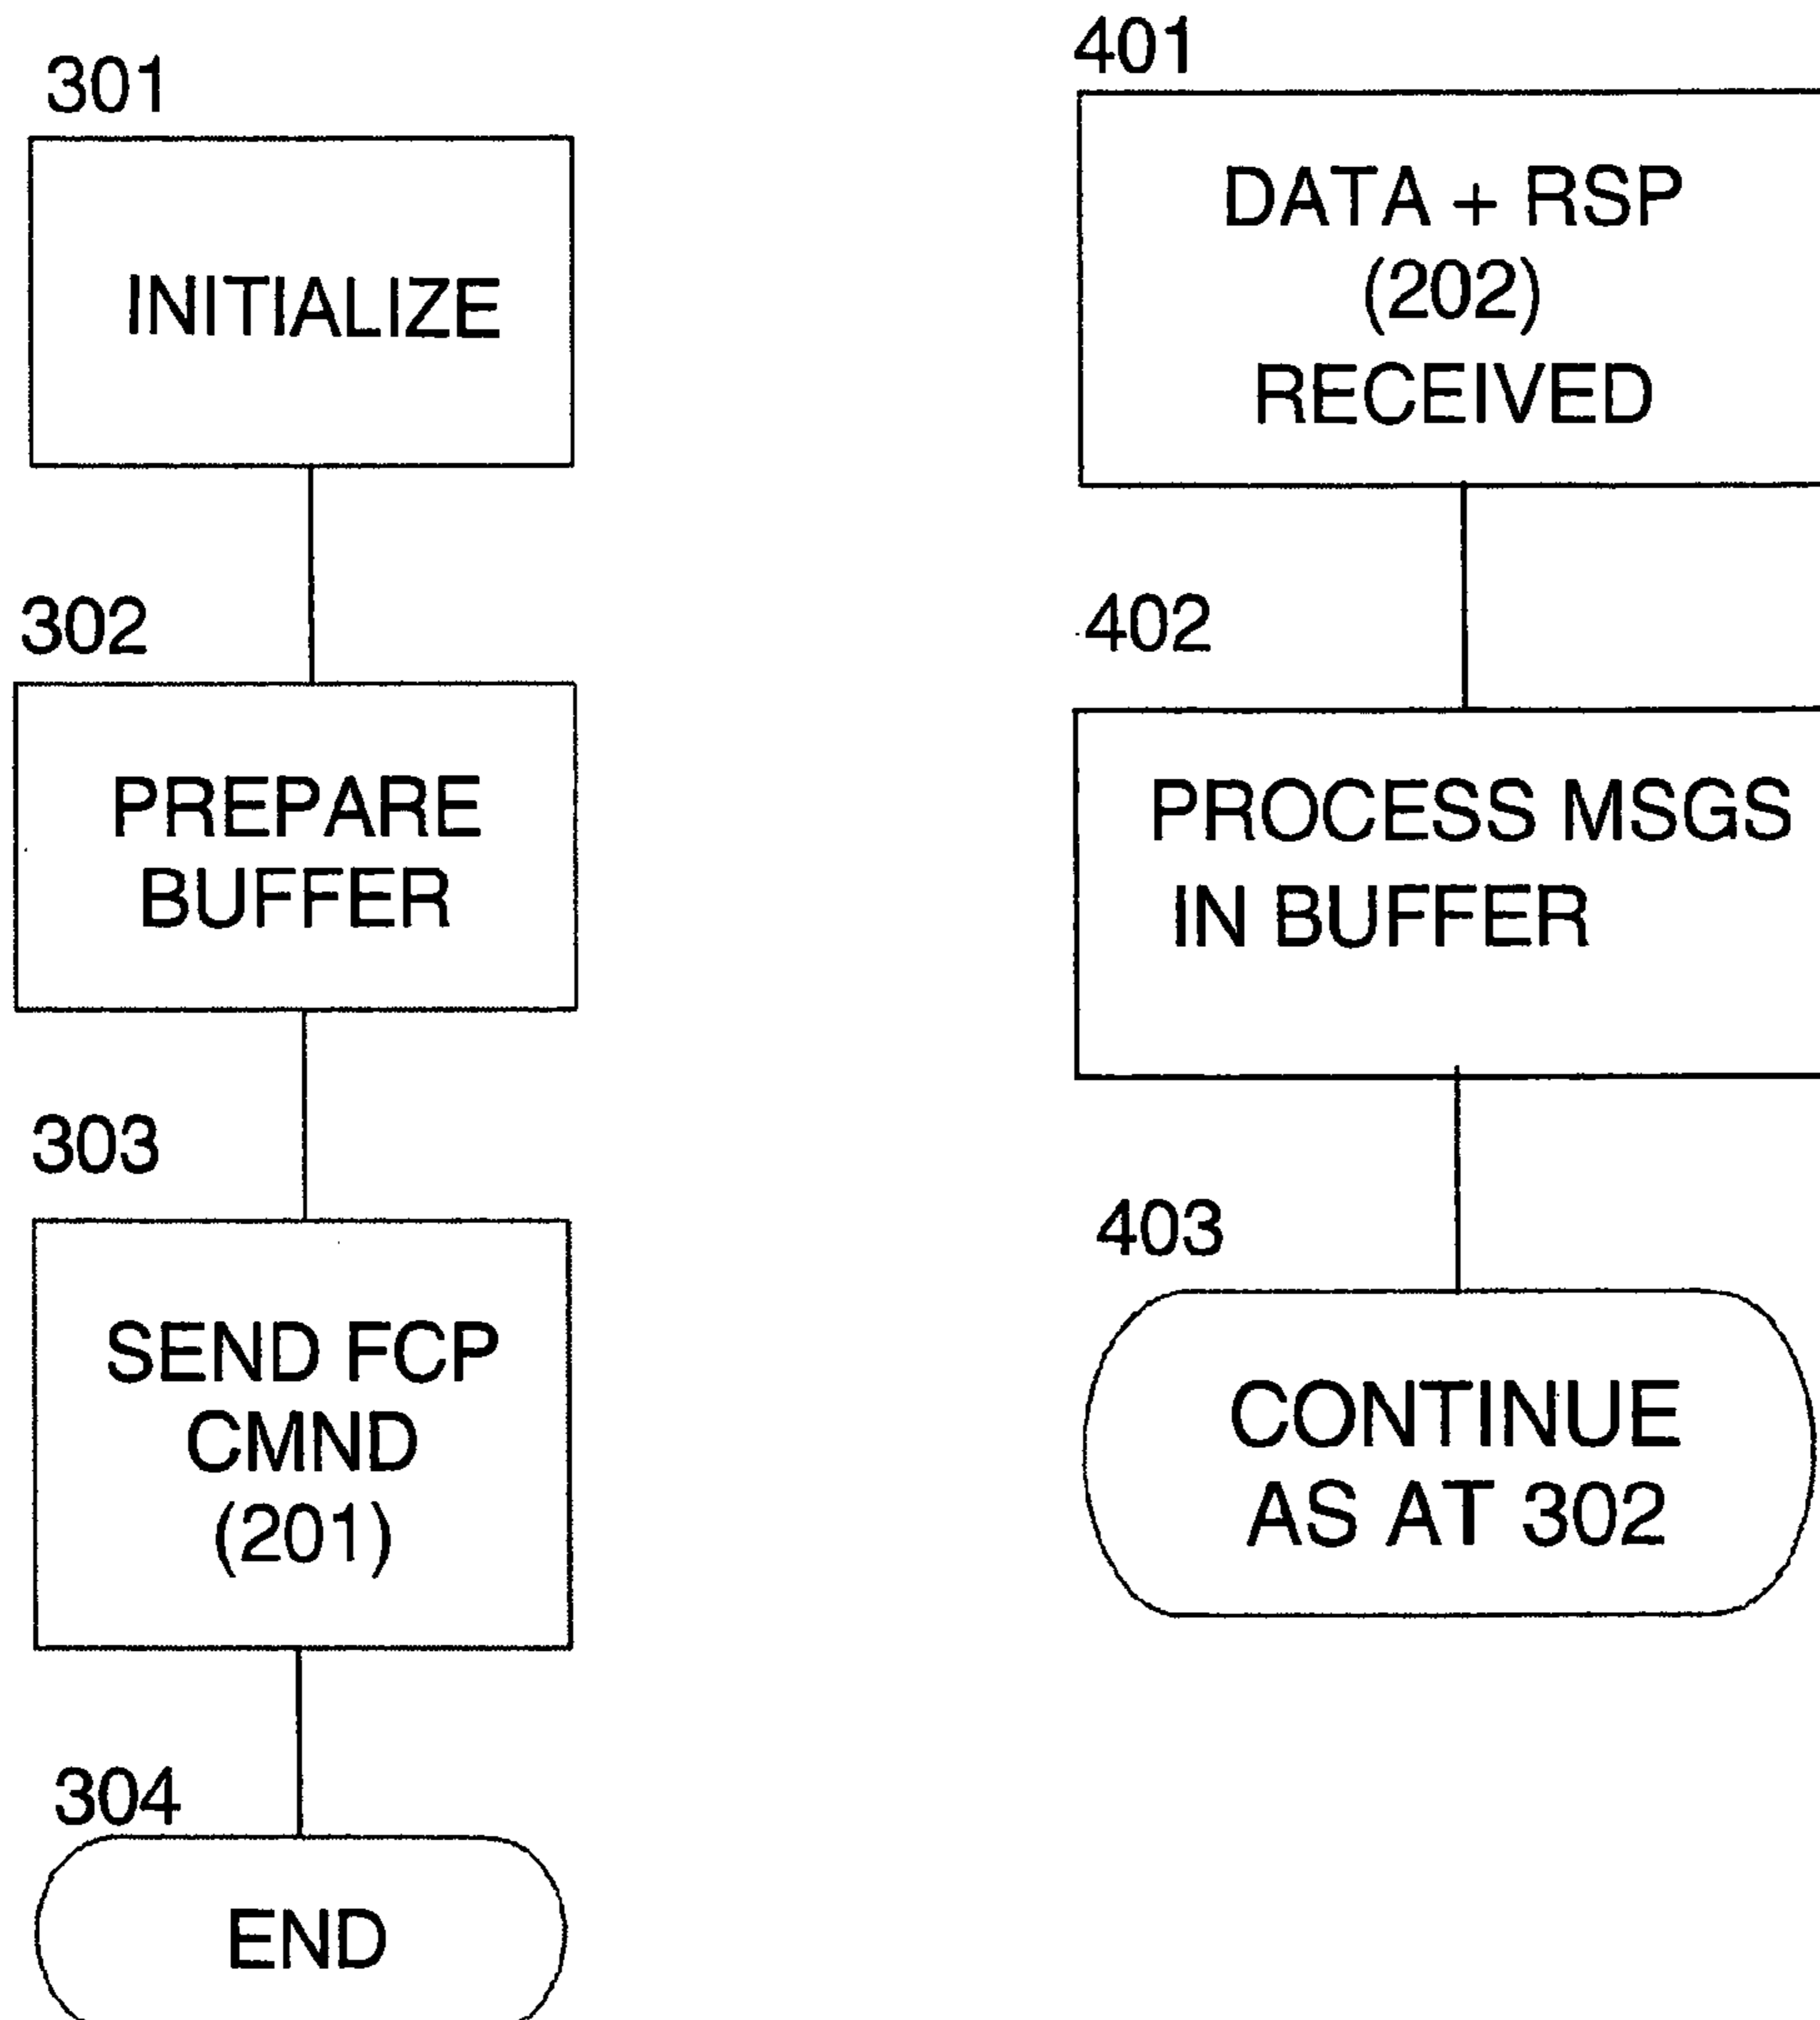 301
INITIALIZE
302
PREPARE
BUFFER
303
SEND FCP
CMND
(201)
304
END
401
DATA + RSP
(202)
RECEIVED
402
PROCESS MSGS
IN BUFFER
403
CONTINUE
AS AT 302